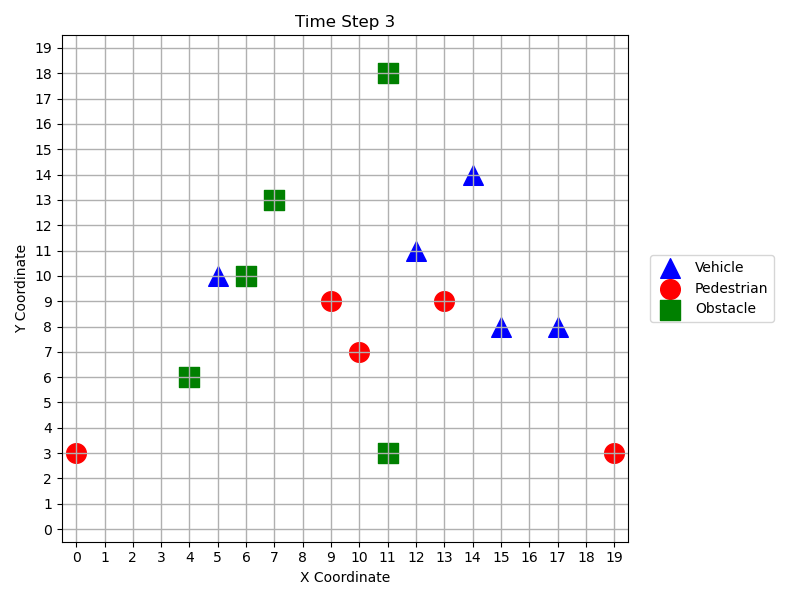 Time Step 3
Y Coordinate
19
18
17
16
15
14
13
12
11
10
9
8
7
6
5
4
3
2
1
0
0 1 2 3 4 5 6 7 8 9 10 11 12 13 14 15 16 17 18 19
X Coordinate
Vehicle
Pedestrian
Obstacle